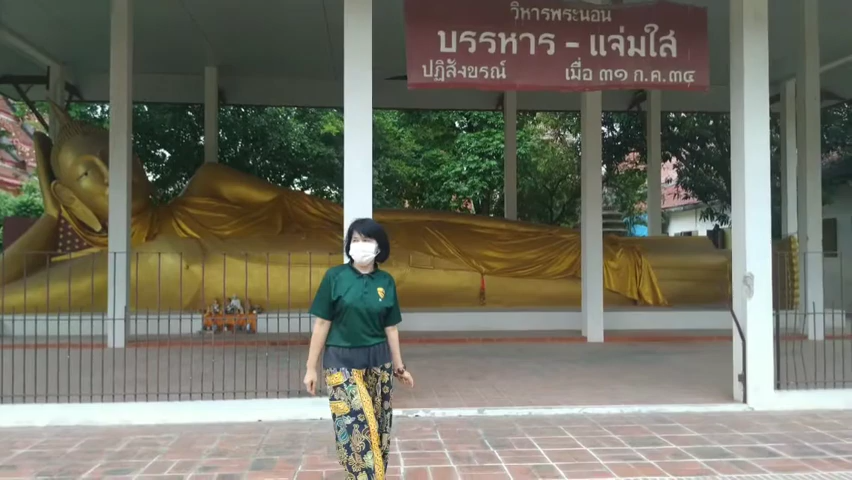 วิหารพระนอน
บรรหาร - แจ่มใส
ปฏิสังขรณ์ เมื่อ ๓๑ ก.ค.๓๔